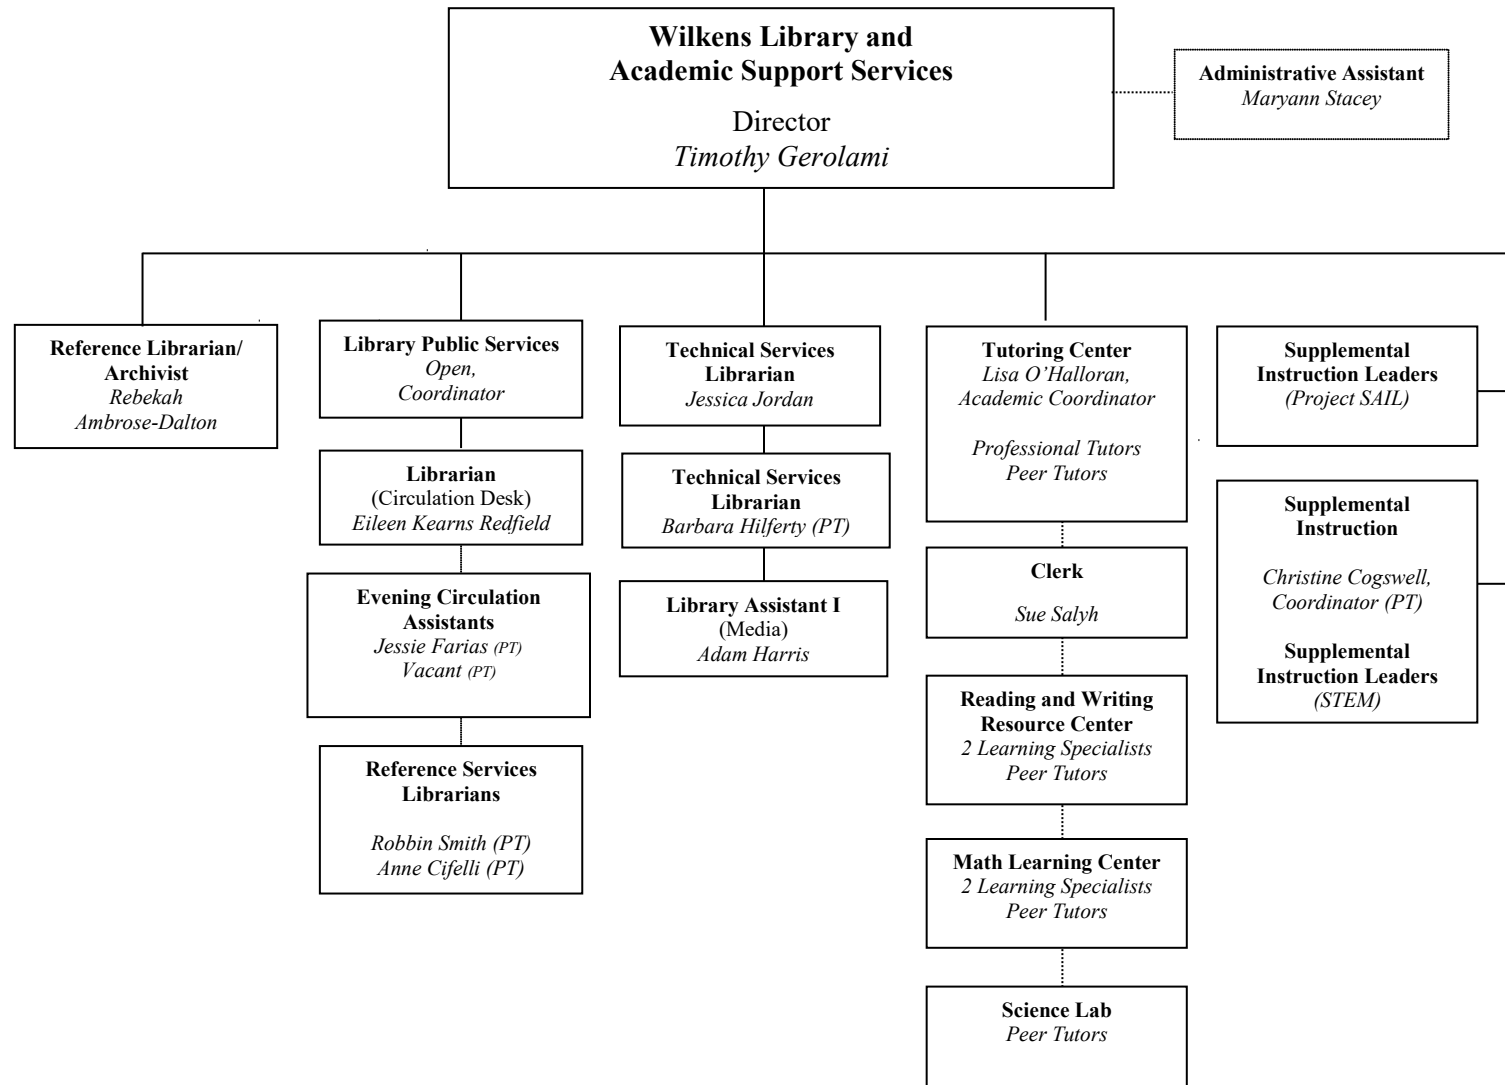 Wilkens Library and
Academic Support Services
Director
Timothy Gerolami
Administrative Assistant
Maryann Stacey
Reference Librarian/
Archivist
Rebekah
Ambrose-Dalton
Library Public Services
Open,
Coordinator
Librarian
(Circulation Desk)
Eileen Kearns Redfield
Evening Circulation
Assistants
Jessie Farias (PT)
Vacant (PT)
Reference Services
Librarians
Robbin Smith (PT)
Anne Cifelli (PT)
Technical Services
Librarian
Jessica Jordan
Technical Services
Librarian
Barbara Hilferty (PT)
Library Assistant I
(Media)
Adam Harris
Tutoring Center
Lisa O’Halloran,
Academic Coordinator
Professional Tutors
Peer Tutors
Clerk
Sue Salyh
Reading and Writing
Resource Center
2 Learning Specialists
Peer Tutors
Math Learning Center
2 Learning Specialists
Peer Tutors
Science Lab
Peer Tutors
Supplemental
Instruction Leaders
(Project SAIL)
Supplemental
Instruction
Christine Cogswell,
Coordinator (PT)
Supplemental
Instruction Leaders
(STEM)